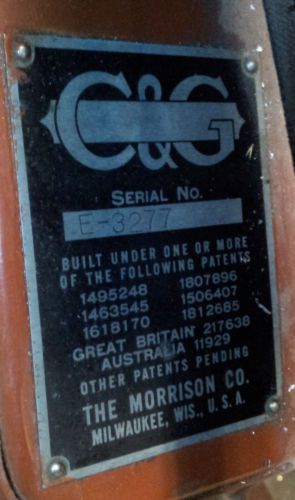 C&G
SERIAL NO.
E-3277
BUILT UNDER ONE OR MORE
OF THE FOLLOWING PATENTS
1495248 1807896
1463545 1506407
1618170 1812685
GREAT BRITAIN 217638
AUSTRALIA 11929
OTHER PATENTS PENDING
THE MORRISON CO.
MILWAUKEE, WIS., U.S.A.